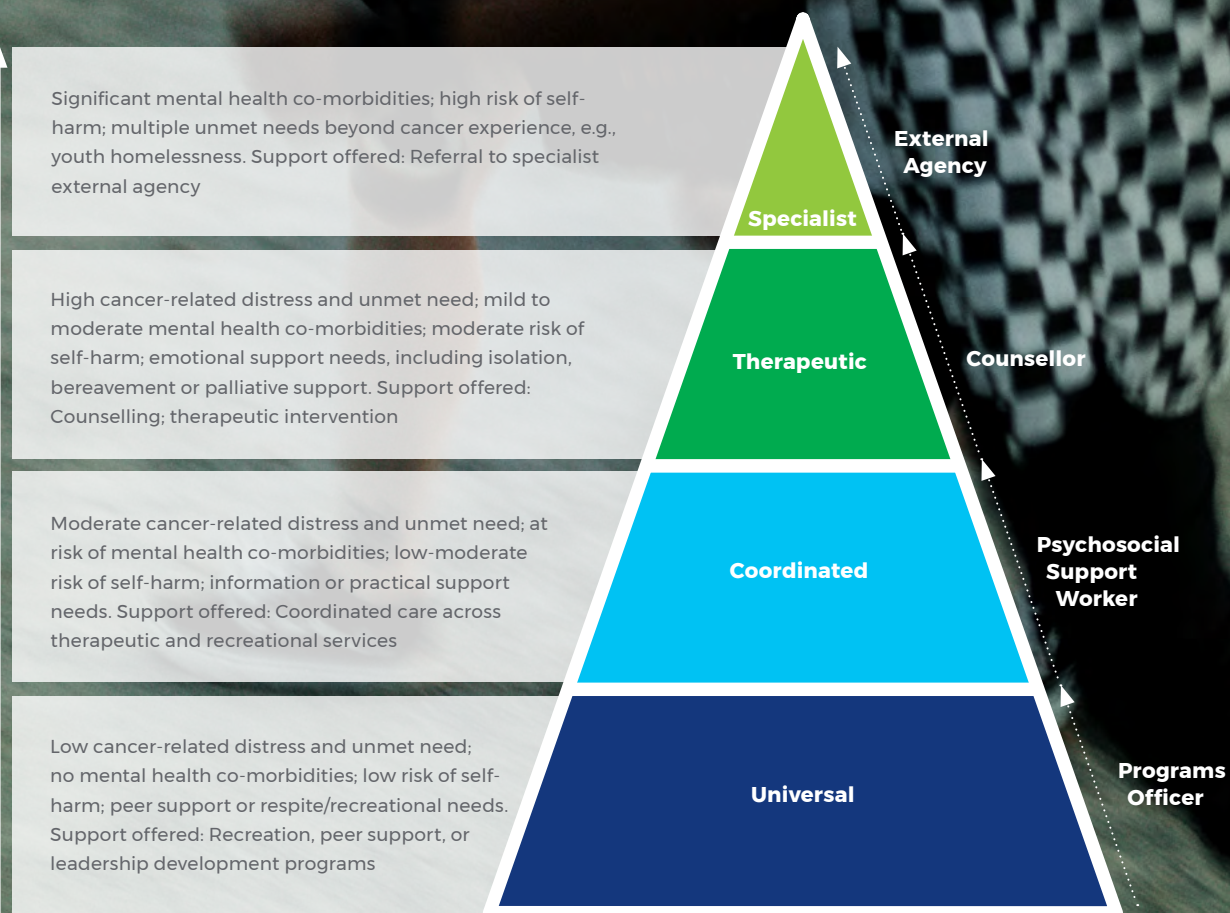 Significant mental health co-morbidities; high risk of self-
harm; multiple unmet needs beyond cancer experience, e.g.,
youth homelessness. Support offered: Referral to specialist
external agency
Specialist
External
Agency
High cancer-related distress and unmet need; mild to
moderate mental health co-morbidities; moderate risk of
self-harm; emotional support needs, including isolation,
bereavement or palliative support. Support offered:
Counselling; therapeutic intervention
Therapeutic
Counsellor
Moderate cancer-related distress and unmet need; at
risk of mental health co-morbidities; low-moderate
risk of self-harm; information or practical support
needs. Support offered: Coordinated care across
therapeutic and recreational services
Coordinated
Psychosocial
Support
Worker
Low cancer-related distress and unmet need;
no mental health co-morbidities; low risk of self-
harm; peer support or respite/recreational needs.
Support offered: Recreation, peer support, or
leadership development programs
Universal
Programs
Officer